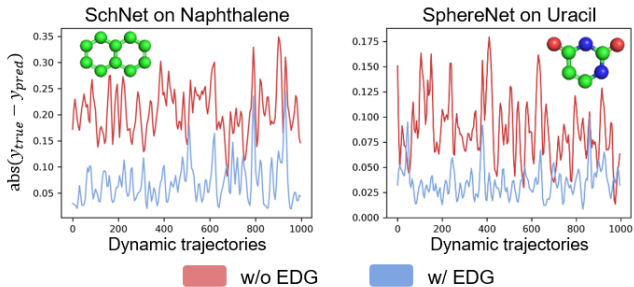 SchNet on Naphthalene
SphereNet on Uracil
abs(y_true − y_pred.)
0.35
0.30
0.25
0.20
0.15
0.10
0.05
0 200 400 600 800 1000
Dynamic trajectories
0.175
0.150
0.125
0.100
0.075
0.050
0.025
0.000
0 200 400 600 800 1000
Dynamic trajectories
w/o EDG
w/ EDG